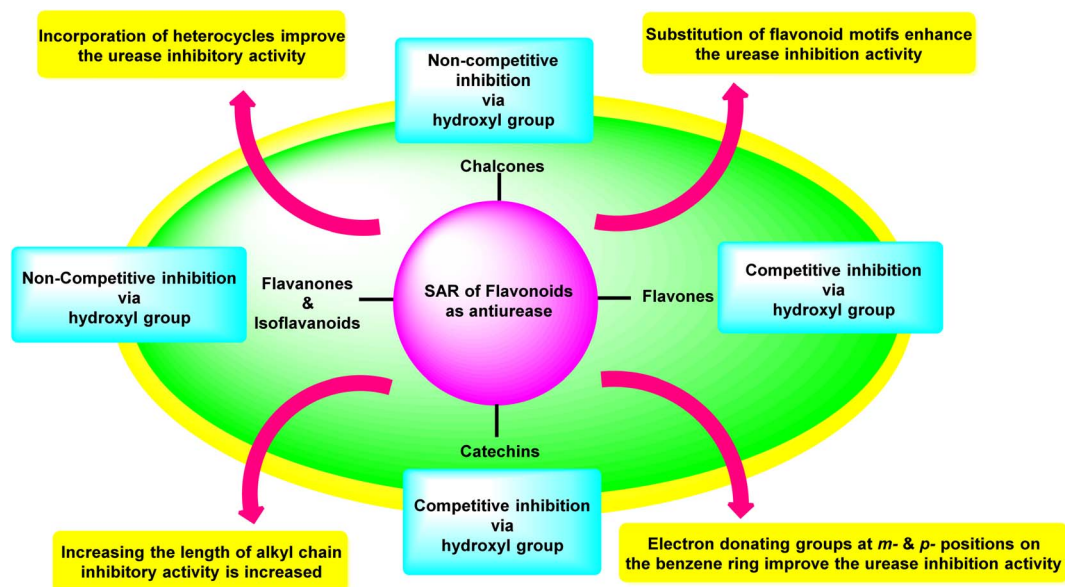 Incorporation of heterocycles improve
the urease inhibitory activity
Substitution of flavonoid motifs enhance
the urease inhibition activity
Non-competitive
inhibition
via
hydroxyl group
Chalcones
Non-Competitive inhibition
via
hydroxyl group
Flavanones
&
Isoflavanoids
SAR of Flavonoids
as antiurease
Flavones
Competitive inhibition
via
hydroxyl group
Catechins
Competitive inhibition
via
hydroxyl group
Increasing the length of alkyl chain
inhibitory activity is increased
Electron donating groups at m- & p- positions on
the benzene ring improve the urease inhibition activity